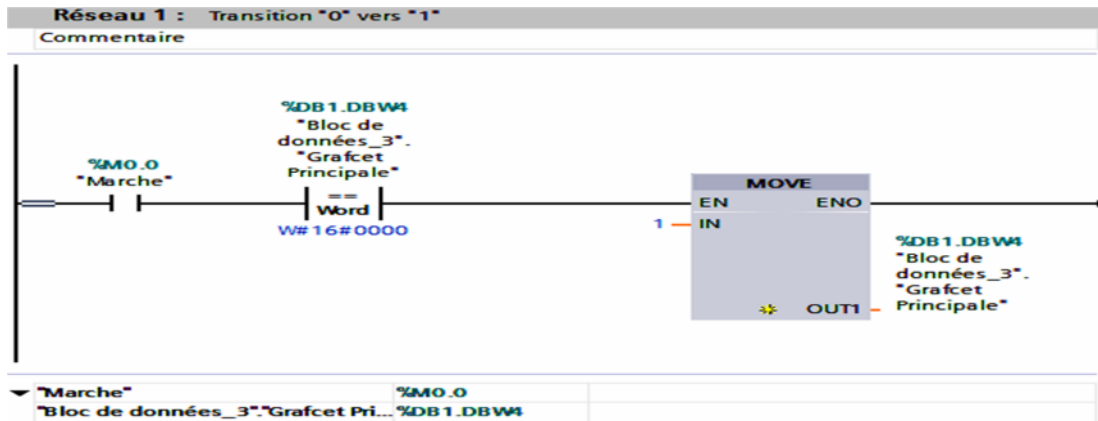 Réseau 1 : Transition "0" vers "1"
Commentaire
%DB1.DBW4
"Bloc de
données_3".
"Grafcet
Principale"
%M0.0
"Marche"
==
Word
W#16#0000
MOVE
EN ENO
1 IN
%DB1.DBW4
"Bloc de
données_3".
"Grafcet
Principale"
OUT1
"Marche" %M0.0
"Bloc de données_3"."Grafcet Pri... %DB1.DBW4